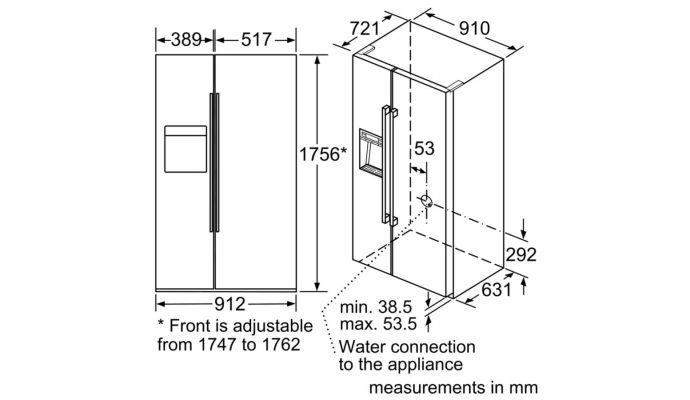 389 517
721 910
1756*
53
292
631
912
min. 38.5
max. 53.5
* Front is adjustable
from 1747 to 1762
Water connection
to the appliance
measurements in mm